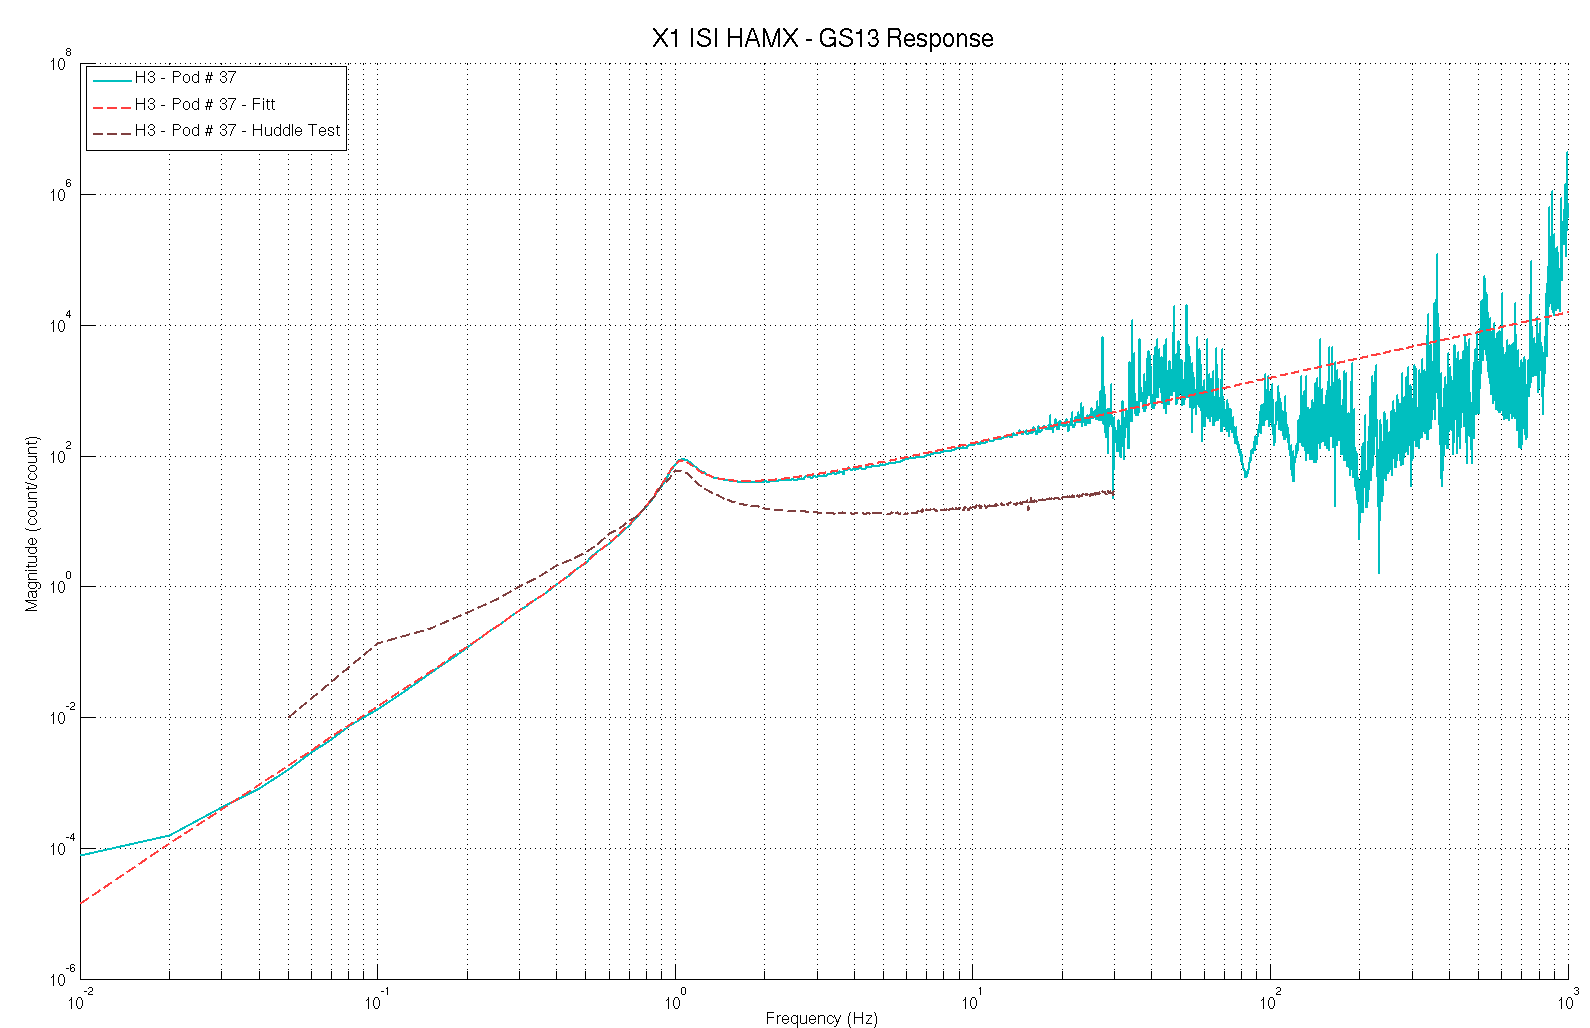 X1 ISI HAMX - GS13 Response
H3 - Pod # 37
H3 - Pod # 37 - Fitt
H3 - Pod # 37 - Huddle Test
Magnitude (count/count)
10^8
10^6
10^4
10^2
10^0
10^-2
10^-4
10^-6
10^-2 10^-1 10^0 10^1 10^2 10^3
Frequency (Hz)